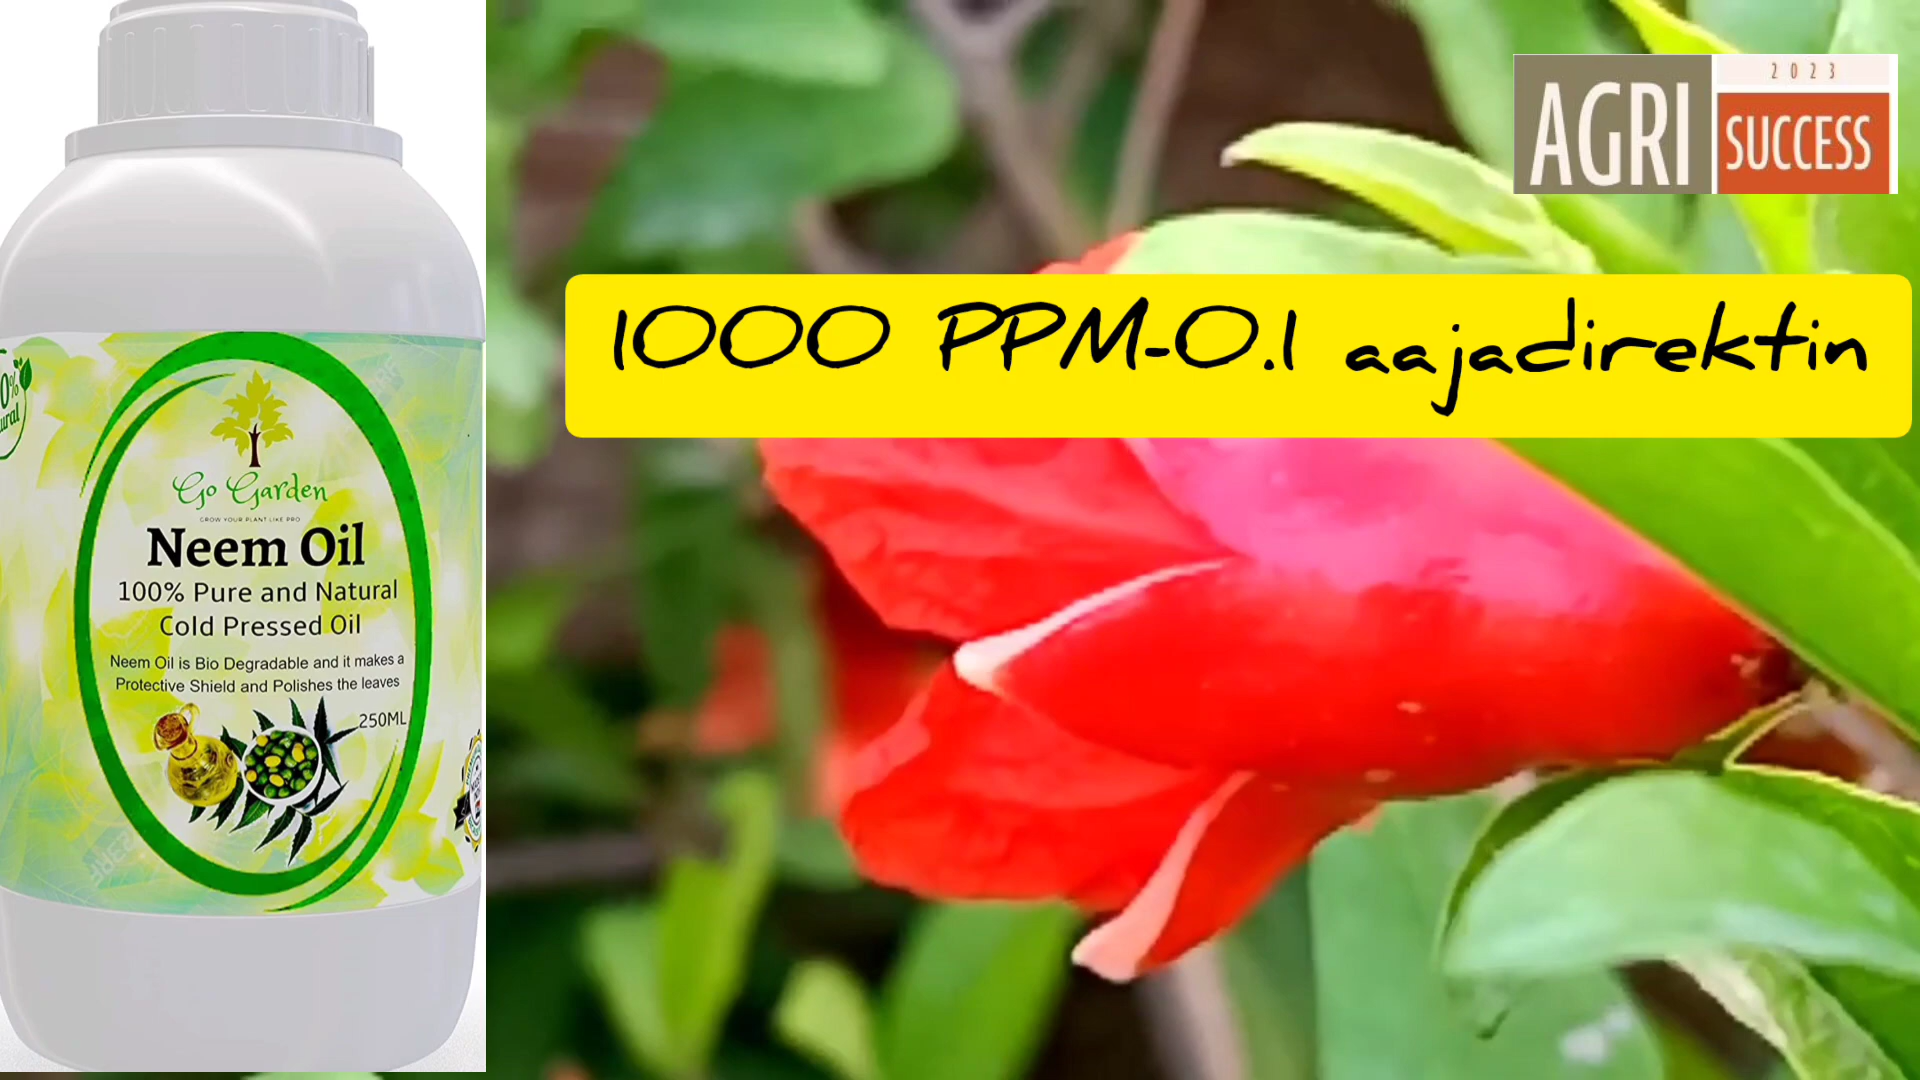 2023
AGRI SUCCESS
1000 PPM-0.1 aajadirektin
Go Garden
GROW YOUR PLANT LIKE PRO
Neem Oil
100% Pure and Natural
Cold Pressed Oil
Neem Oil is Bio Degradable and it makes a
Protective Shield and Polishes the leaves
250ML